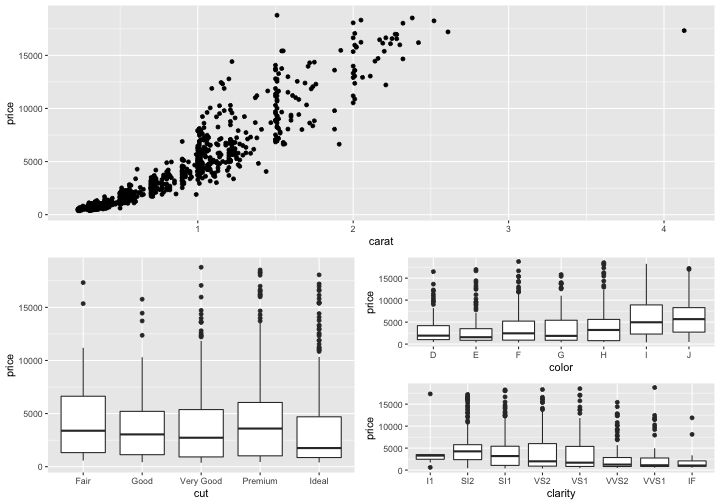 price
15000
10000
5000
0
1 2 3 4
carat
price
15000
10000
5000
0
Fair Good Very Good Premium Ideal
cut
price
15000
10000
5000
0
D E F G H I J
color
price
15000
10000
5000
0
I1 SI2 SI1 VS2 VS1 VVS2 VVS1 IF
clarity